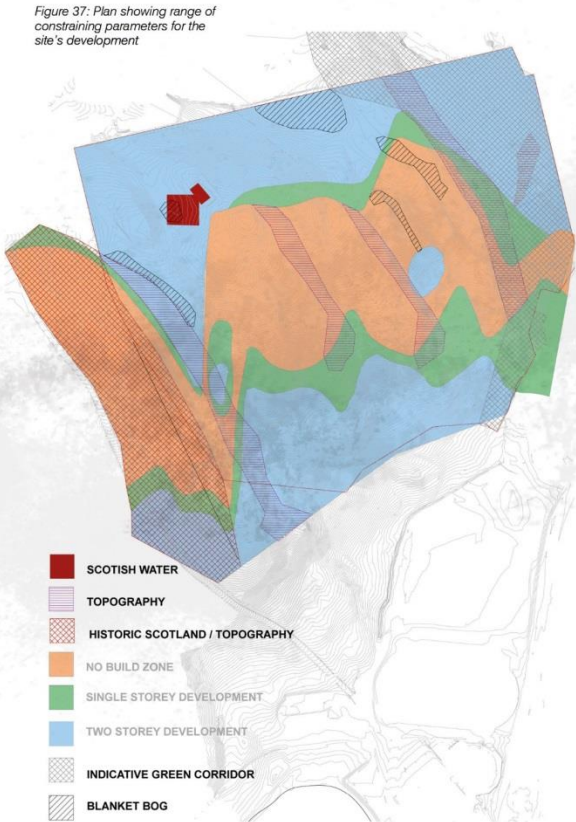 Figure 37: Plan showing range of
constraining parameters for the
site's development
SCOTISH WATER
TOPOGRAPHY
HISTORIC SCOTLAND / TOPOGRAPHY
NO BUILD ZONE
SINGLE STOREY DEVELOPMENT
TWO STOREY DEVELOPMENT
INDICATIVE GREEN CORRIDOR
BLANKET BOG